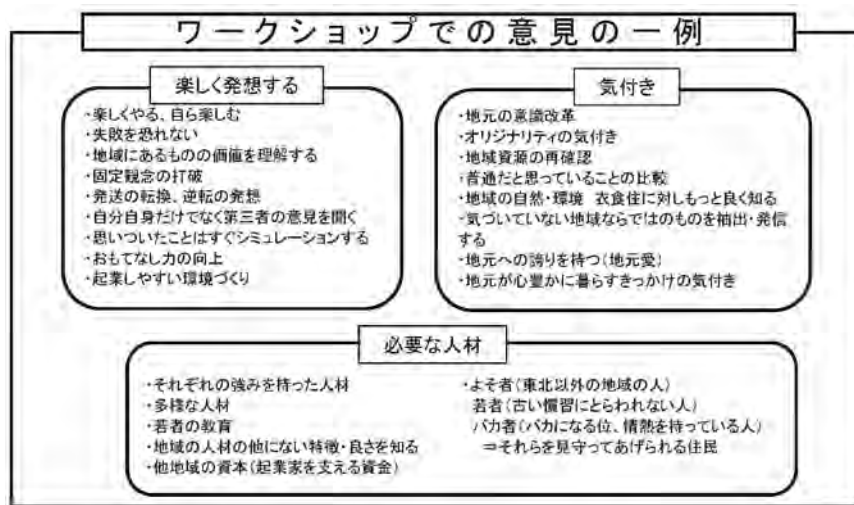 ワークショップでの意見の一例
楽しく発想する
・楽しくやる、自ら楽しむ
・失敗を恐れない
・地域にあるものの価値を理解する
・固定観念の打破
・発送の転換、逆転の発想
・自分自身だけでなく第三者の意見を聞く
・思いついたことはすぐシミュレーションする
・おもてなし力の向上
・起業しやすい環境づくり
気付き
・地元の意識改革
・オリジナリティの気付き
・地域資源の再確認
・普通だと思っていることの比較
・地域の自然・環境 衣食住に対しもっと良く知る
・気づいていない地域ならではのものを抽出・発信
する
・地元への誇りを持つ(地元愛)
・地元が心豊かに暮らすきっかけの気付き
必要な人材
・それぞれの強みを持った人材
・多様な人材
・若者の教育
・地域の人材の他にない特徴・良さを知る
・他地域の資本(起業家を支える資金)
・よそ者(東北以外の地域の人)
若者(古い慣習にとらわれない人)
バカ者(バカになる位、情熱を持っている人)
⇒それらを見守ってあげられる住民